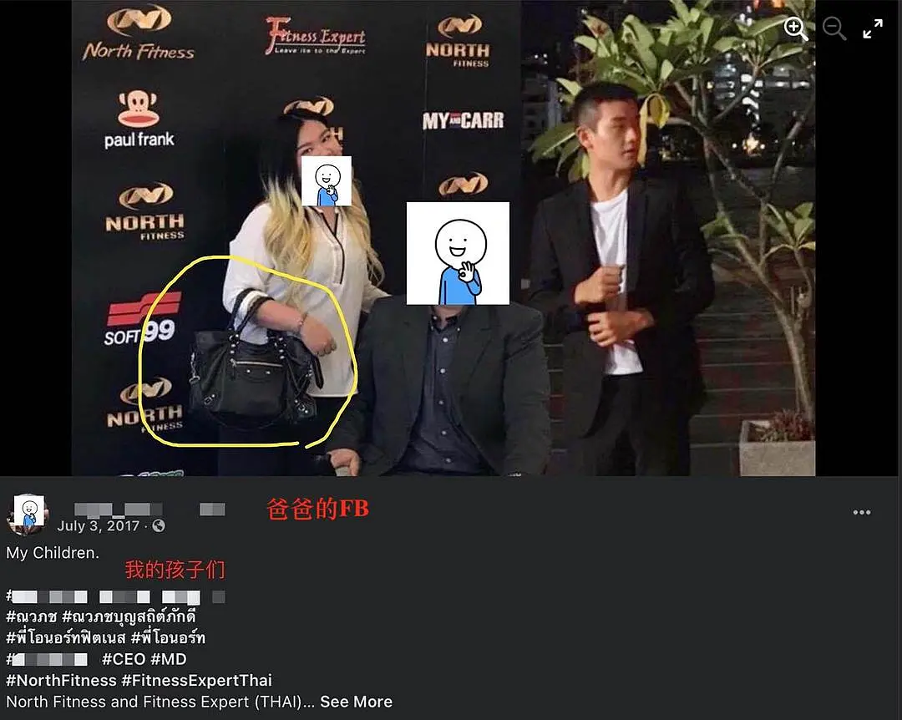 North Fitness
Fitness Expert
Leave it to the Expert
NORTH
FITNESS
paul frank
MY AND CARR
NORTH
FITNESS
SOFT99
NORTH
FITNESS
爸爸的FB
July 3, 2017 ·
My Children.
我的孩子们
#
#ณวภช #ณวภชบุญสถิต์ภักดี
#พี่โอนอร์ทฟิตเนส #พี่โอนอร์ท
# #CEO #MD
#NorthFitness #FitnessExpertThai
North Fitness and Fitness Expert (THAI)... See More